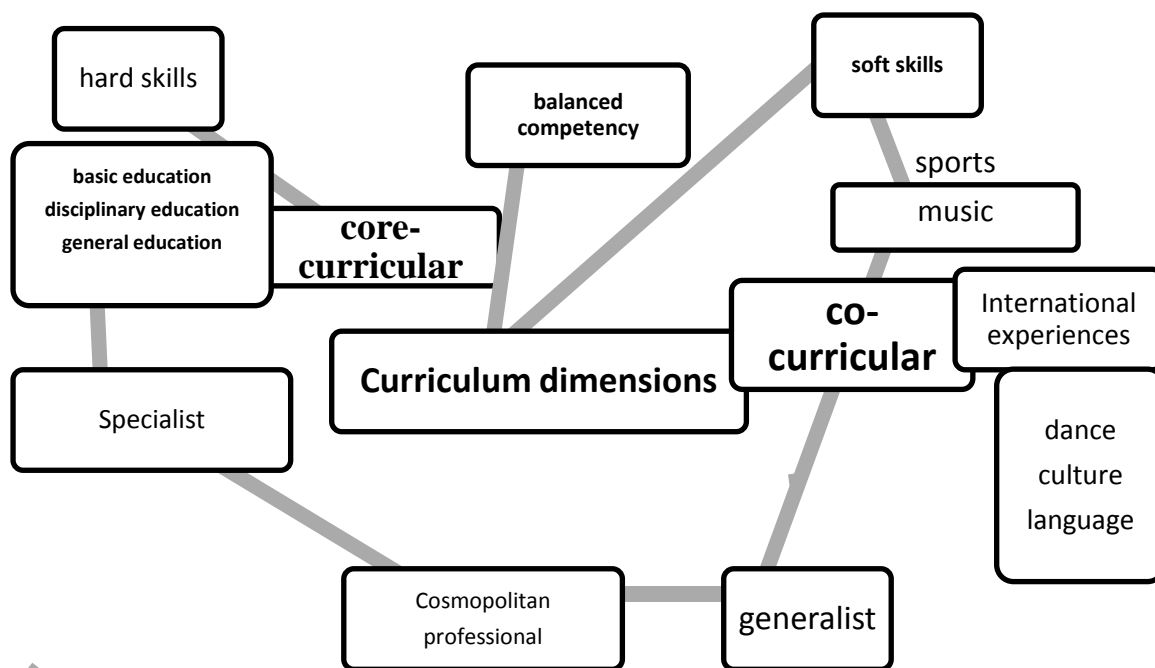 hard skills
balanced
competency
soft skills
sports
music
basic education
disciplinary education
general education
core-
curricular
co-
curricular
International
experiences
Curriculum dimensions
dance
culture
language
Specialist
Cosmopolitan
professional
generalist